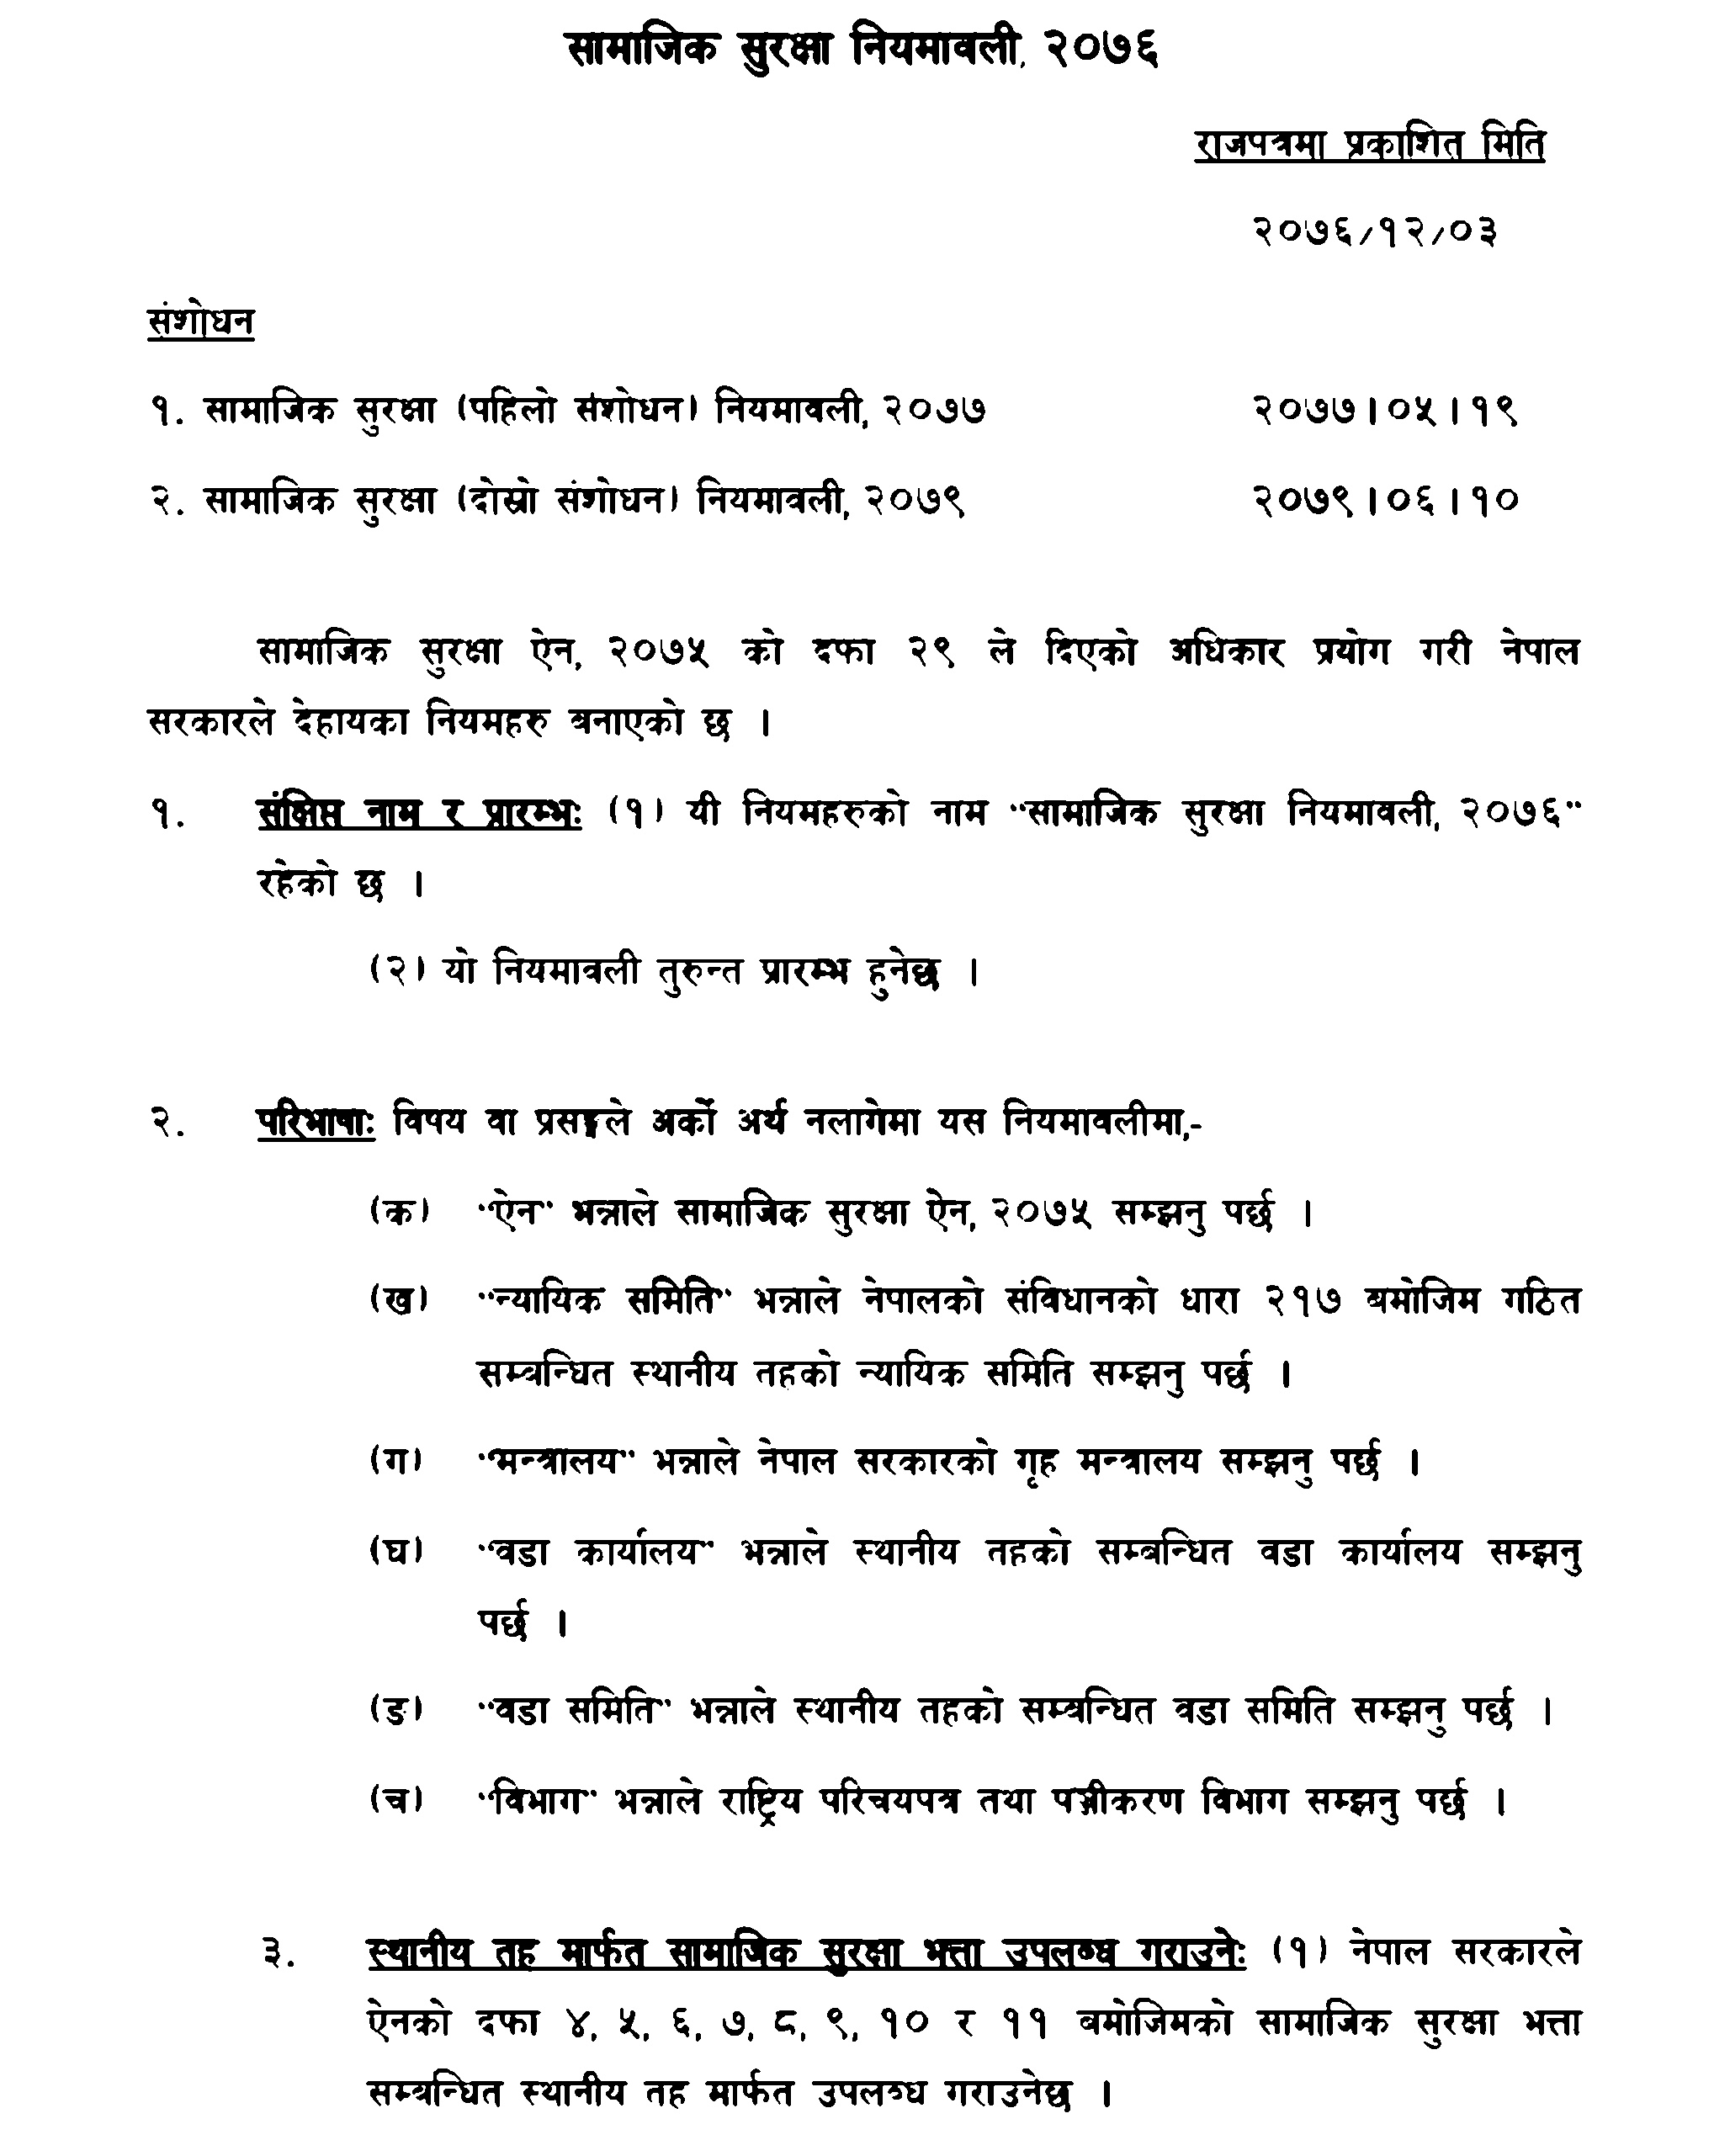 सामाजिक सुरक्षा नियमावली, २०७६
राजपत्रमा प्रकाशित मिति
२०७६/१२/०३
संशोधन
१. सामाजिक सुरक्षा (पहिलो संशोधन) नियमावली, २०७७ २०७७।०५।१९
२. सामाजिक सुरक्षा (दोस्रो संशोधन) नियमावली, २०७९ २०७९।०६।१०
सामाजिक सुरक्षा ऐन, २०७५ को दफा २९ ले दिएको अधिकार प्रयोग गरी नेपाल
सरकारले देहायका नियमहरु बनाएको छ ।
१. संक्षिप्त नाम र प्रारम्भः (१) यी नियमहरुको नाम "सामाजिक सुरक्षा नियमावली, २०७६"
रहेको छ ।
(२) यो नियमावली तुरुन्त प्रारम्भ हुनेछ ।
२. परिभाषाः विषय वा प्रसङ्गले अर्को अर्थ नलागेमा यस नियमावलीमा,-
(क) "ऐन" भन्नाले सामाजिक सुरक्षा ऐन, २०७५ सम्झनु पर्छ ।
(ख) "न्यायिक समिति" भन्नाले नेपालको संविधानको धारा २१७ बमोजिम गठित
सम्बन्धित स्थानीय तहको न्यायिक समिति सम्झनु पर्छ ।
(ग) "मन्त्रालय" भन्नाले नेपाल सरकारको गृह मन्त्रालय सम्झनु पर्छ ।
(घ) "वडा कार्यालय" भन्नाले स्थानीय तहको सम्बन्धित वडा कार्यालय सम्झनु
पर्छ ।
(ङ) "वडा समिति" भन्नाले स्थानीय तहको सम्बन्धित वडा समिति सम्झनु पर्छ ।
(च) "विभाग" भन्नाले राष्ट्रिय परिचयपत्र तथा पञ्जीकरण विभाग सम्झनु पर्छ ।
३. स्थानीय तह मार्फत सामाजिक सुरक्षा भत्ता उपलब्ध गराउनेः (१) नेपाल सरकारले
ऐनको दफा ४, ५, ६, ७, ८, ९, १० र ११ बमोजिमको सामाजिक सुरक्षा भत्ता
सम्बन्धित स्थानीय तह मार्फत उपलब्ध गराउनेछ ।